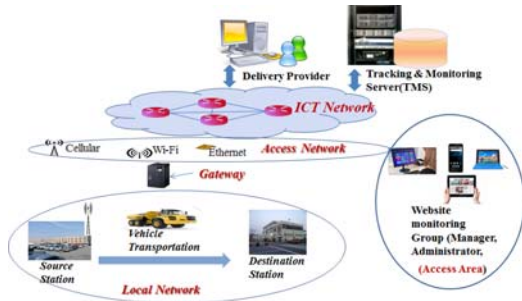 Delivery Provider
Tracking & Monitoring
Server(TMS)
ICT Network
Cellular
Wi-Fi
Ethernet
Access Network
Gateway
Vehicle
Transportation
Source
Station
Destination
Station
Local Network
Website
monitoring
Group (Manager,
Administrator,
(Access Area)